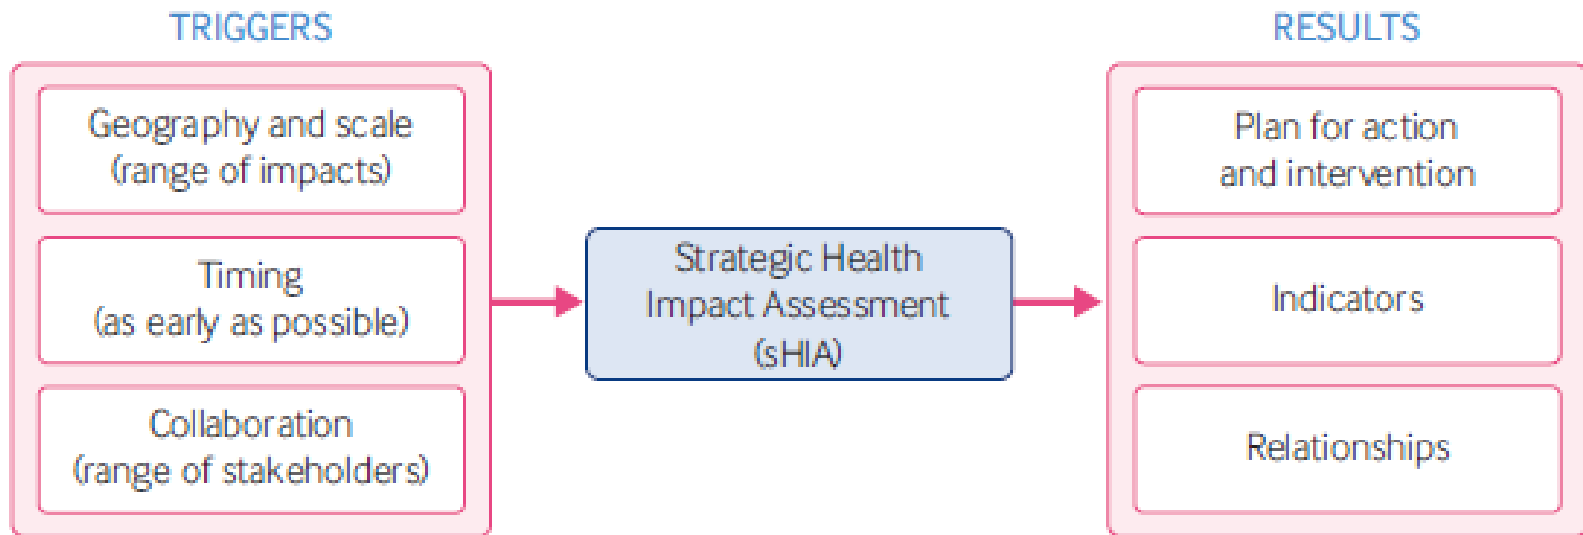 TRIGGERS
Geography and scale
(range of impacts)
Timing
(as early as possible)
Collaboration
(range of stakeholders)
Strategic Health
Impact Assessment
(sHIA)
RESULTS
Plan for action
and intervention
Indicators
Relationships